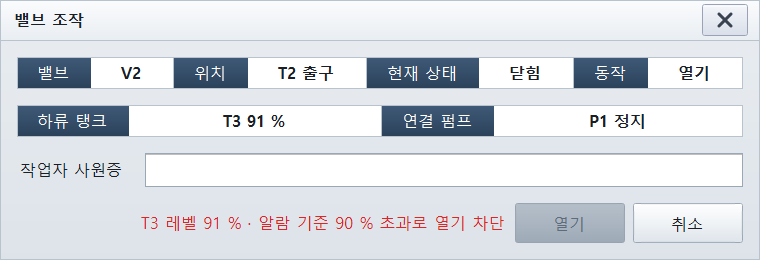 밸브 조작
밸브 V2 위치 T2 출구 현재 상태 닫힘 동작 열기
하류 탱크 T3 91 % 연결 펌프 P1 정지
작업자 사원증
T3 레벨 91 % · 알람 기준 90 % 초과로 열기 차단 열기 취소